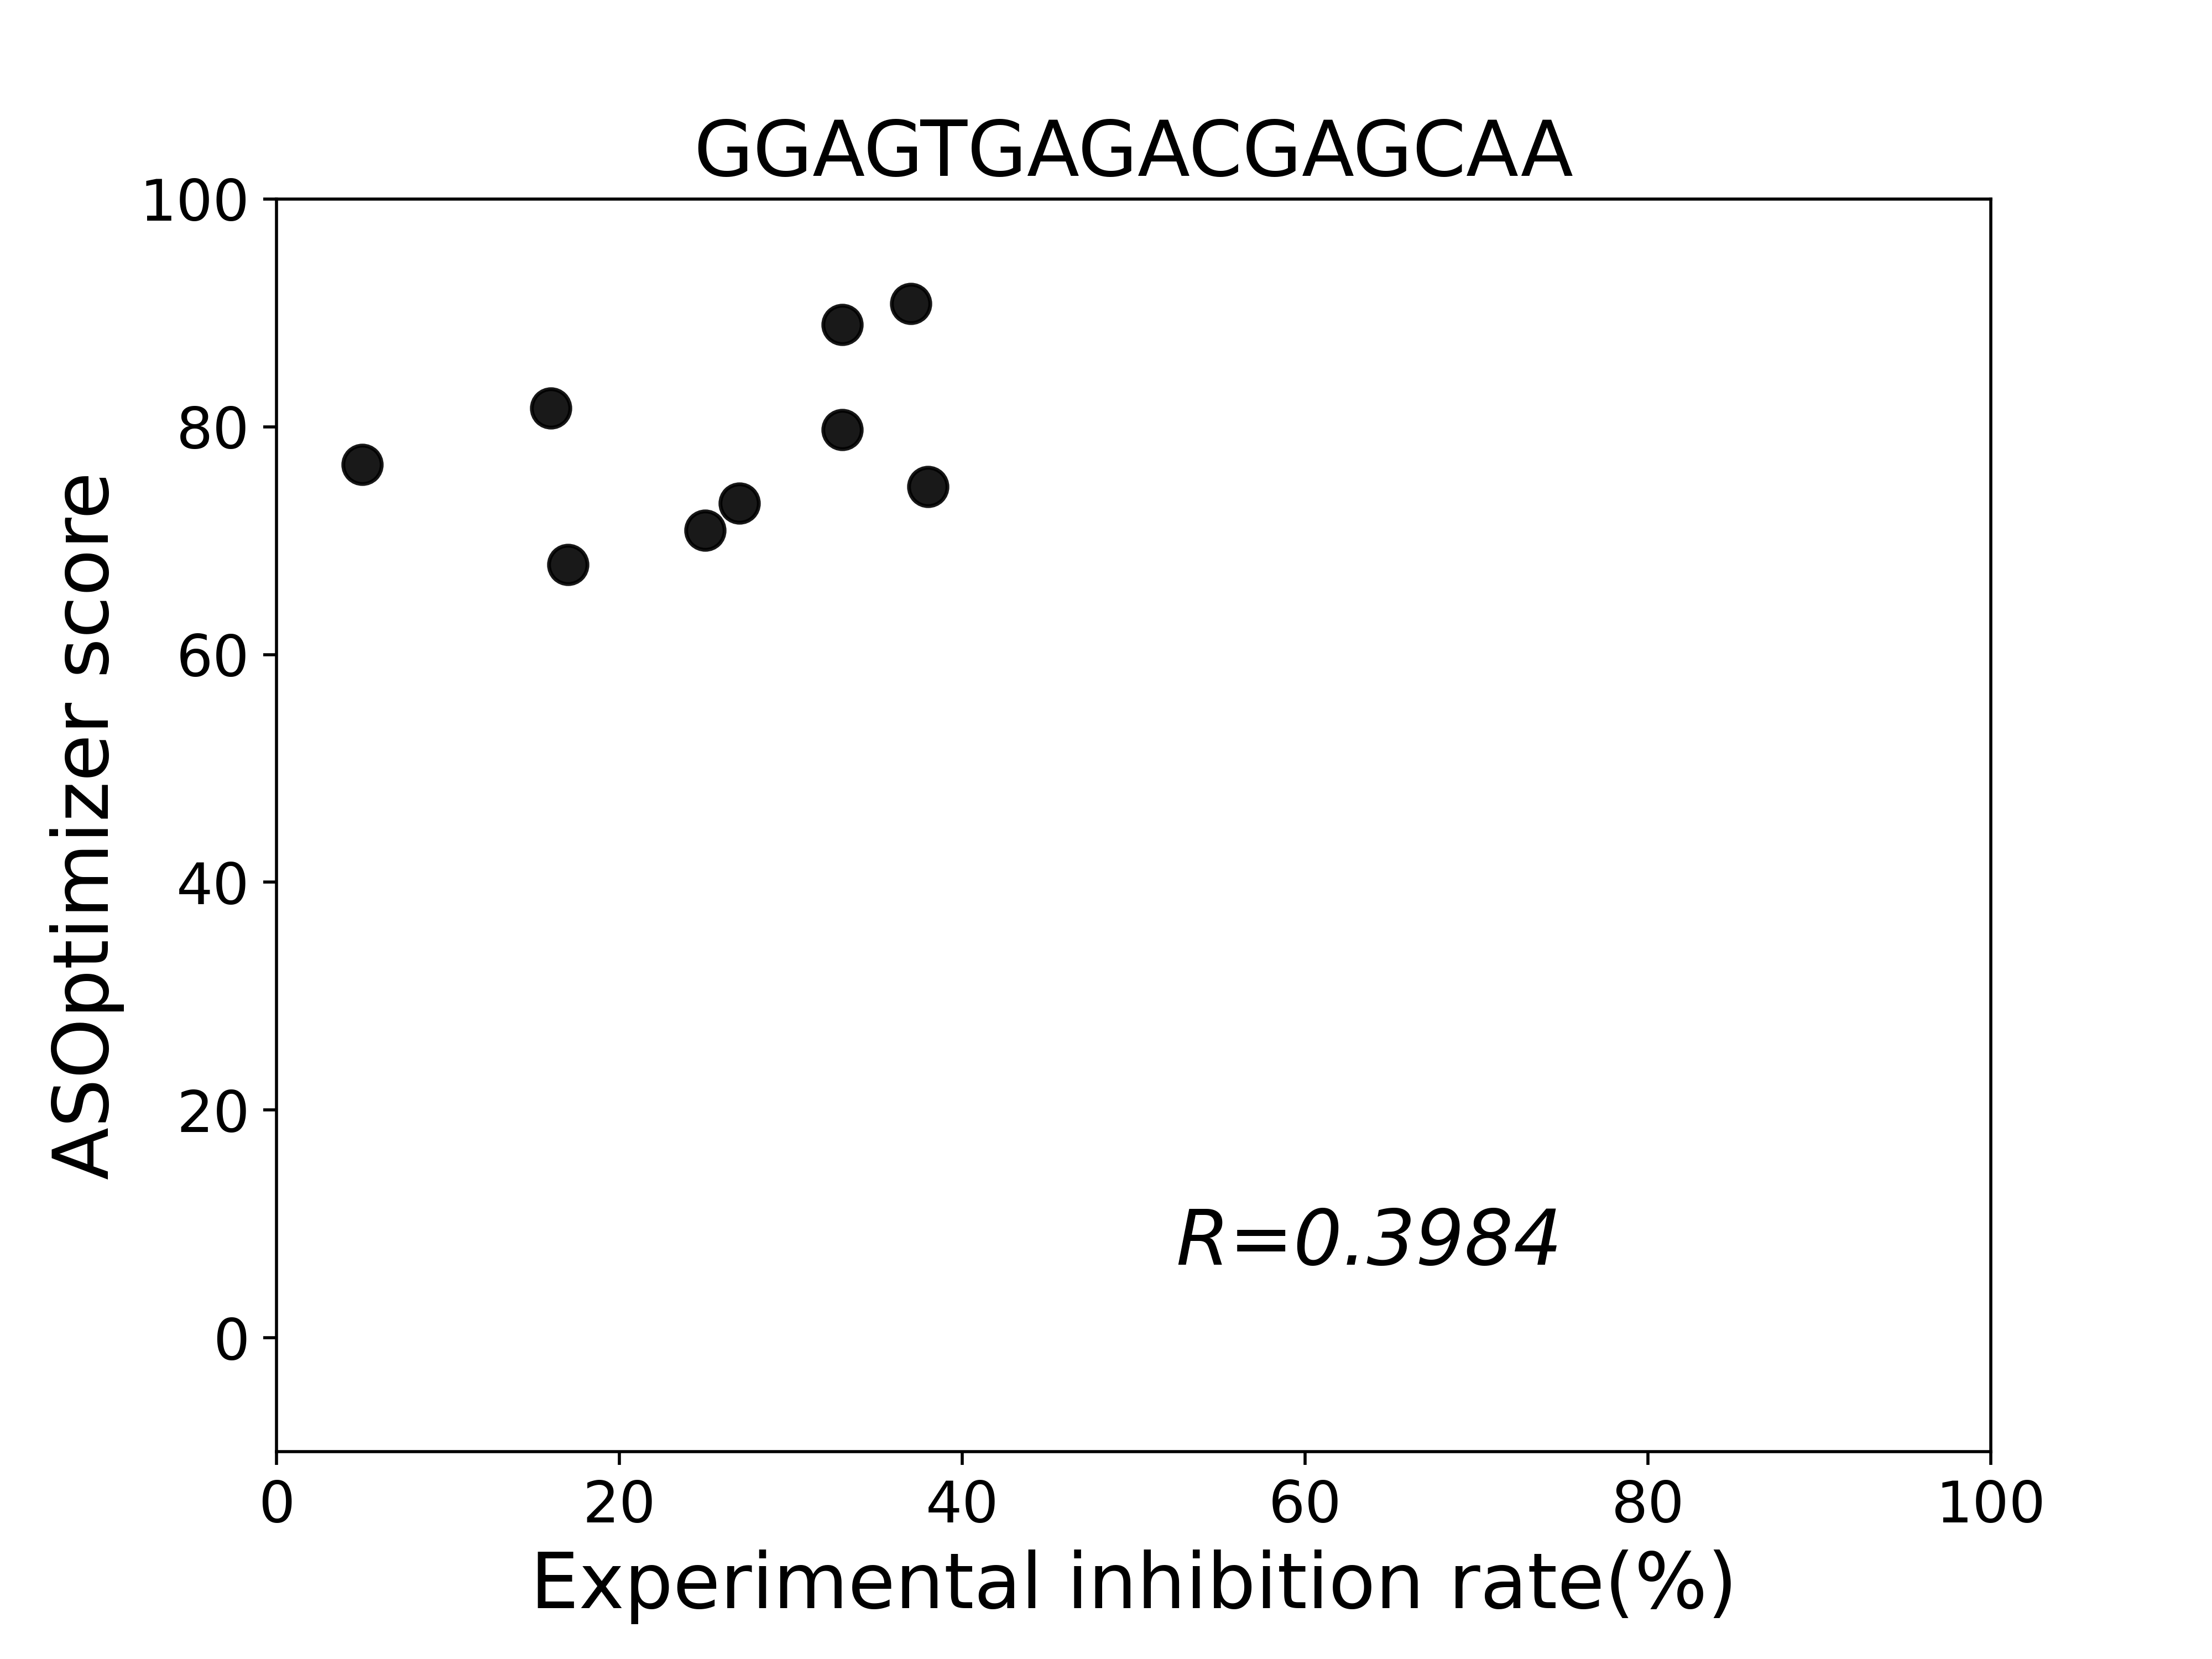 GGAGTGAGACGAGCAA
100
80
60
40
20
0
ASOptimizer score
R=0.3984
0 20 40 60 80 100
Experimental inhibition rate(%)